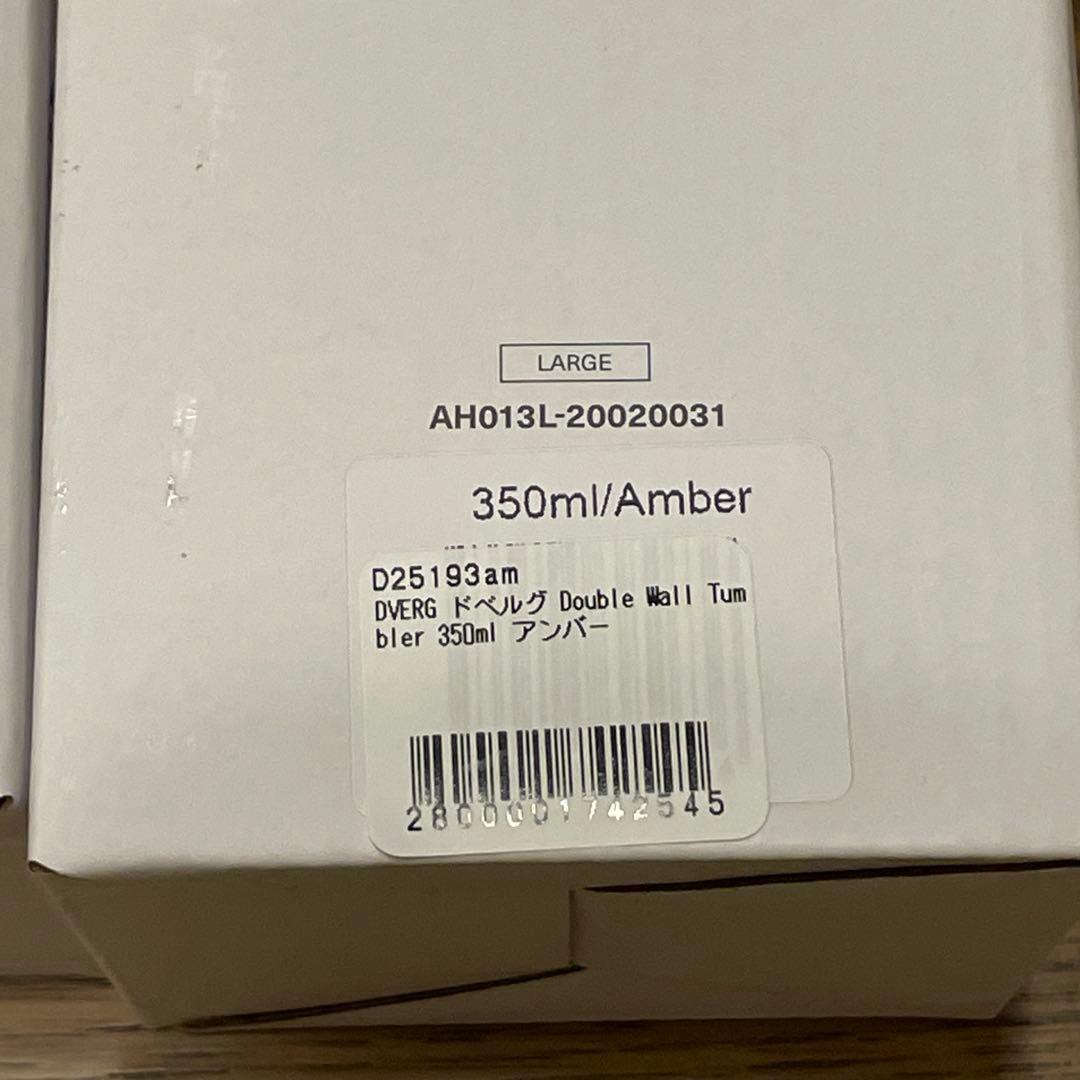 LARGE
AH013L-20020031
350ml/Amber
D25193am
DVERG ドベルグ Double Wall Tum
bler 350ml アンバー
2800001742545